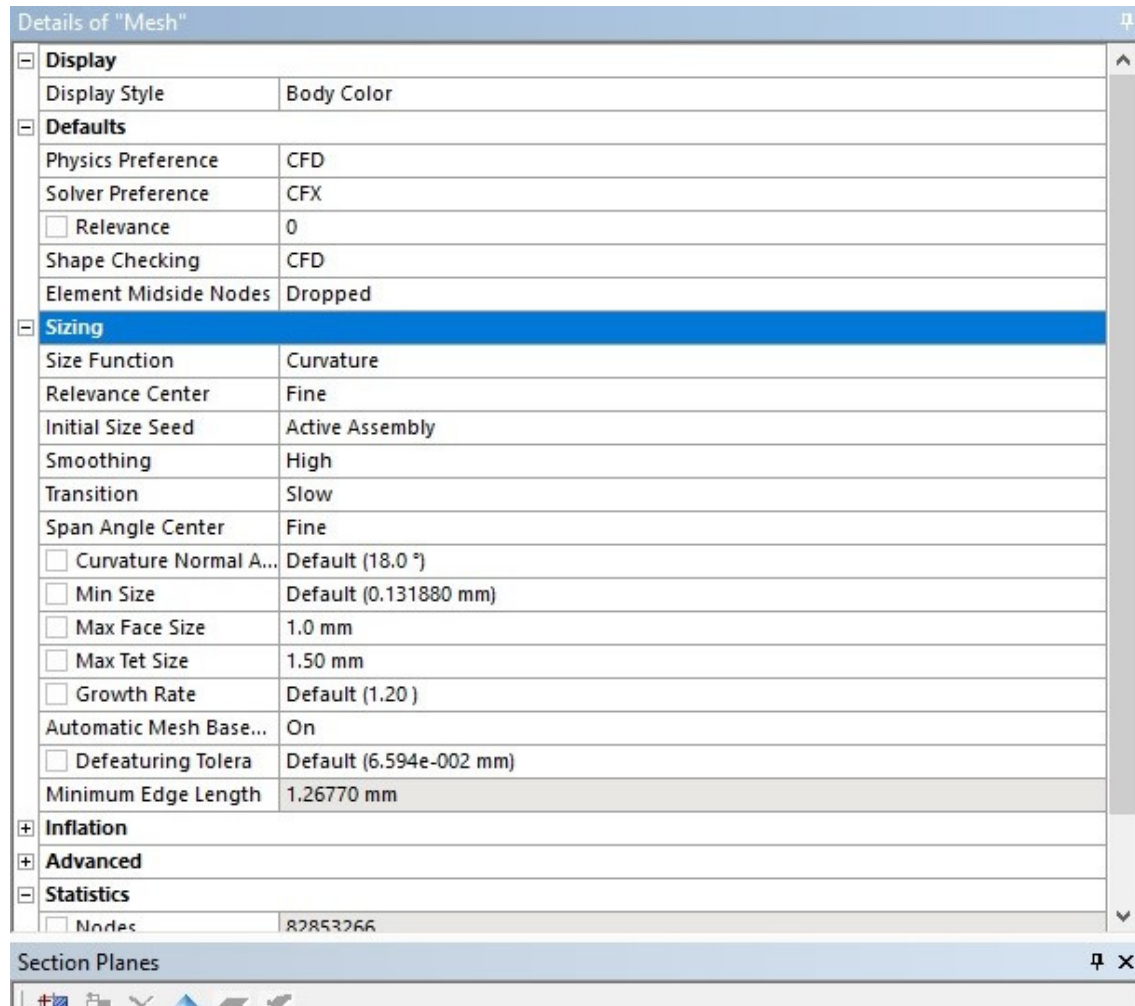 Details of "Mesh"
Display
Display Style Body Color
Defaults
Physics Preference CFD
Solver Preference CFX
Relevance 0
Shape Checking CFD
Element Midside Nodes Dropped
Sizing
Size Function Curvature
Relevance Center Fine
Initial Size Seed Active Assembly
Smoothing High
Transition Slow
Span Angle Center Fine
Curvature Normal A... Default (18.0 °)
Min Size Default (0.131880 mm)
Max Face Size 1.0 mm
Max Tet Size 1.50 mm
Growth Rate Default (1.20 )
Automatic Mesh Base... On
Defeaturing Tolera Default (6.594e-002 mm)
Minimum Edge Length 1.26770 mm
Inflation
Advanced
Statistics
Nodes 82853266
Section Planes